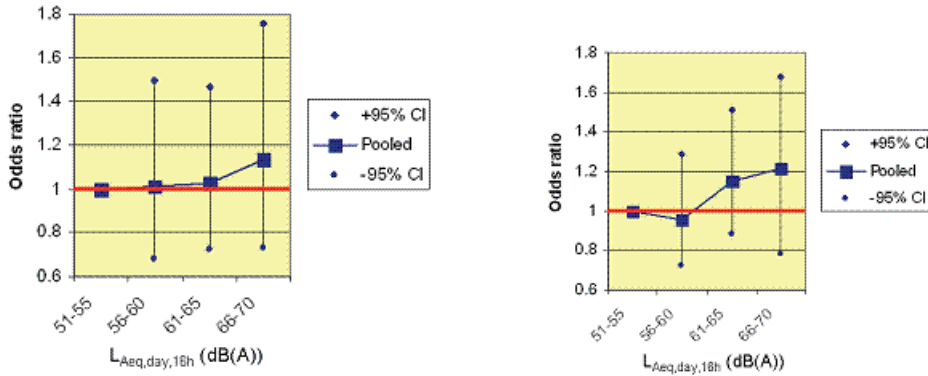 1.8
1.6
1.4
1.2
1
0.8
0.6
Odds ratio
51-55
56-60
61-65
66-70
LAeq,day,16h (dB(A))
+95% CI
Pooled
-95% CI
1.8
1.6
1.4
1.2
1
0.8
0.6
Odds ratio
51-55
56-60
61-65
66-70
LAeq,day,16h (dB(A))
+95% CI
Pooled
-95% CI